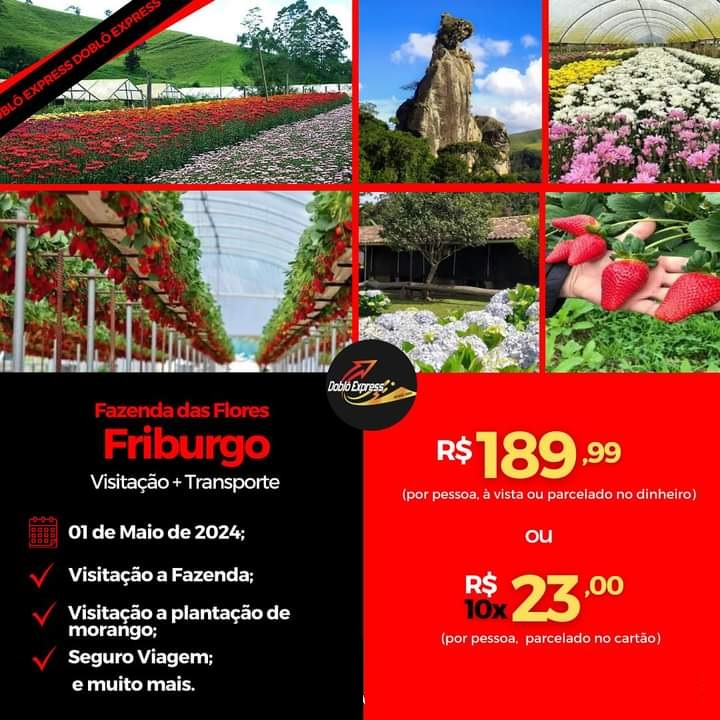 DOBLÔ EXPRESS DOBLÔ EXPRESS
Doblô Express
Fazenda das Flores
Friburgo
Visitação + Transporte
01 de Maio de 2024;
Visitação a Fazenda;
Visitação a plantação de
morango;
Seguro Viagem;
e muito mais.
R$ 189,99
(por pessoa, à vista ou parcelado no dinheiro)
ou
R$
10x 23,00
(por pessoa, parcelado no cartão)